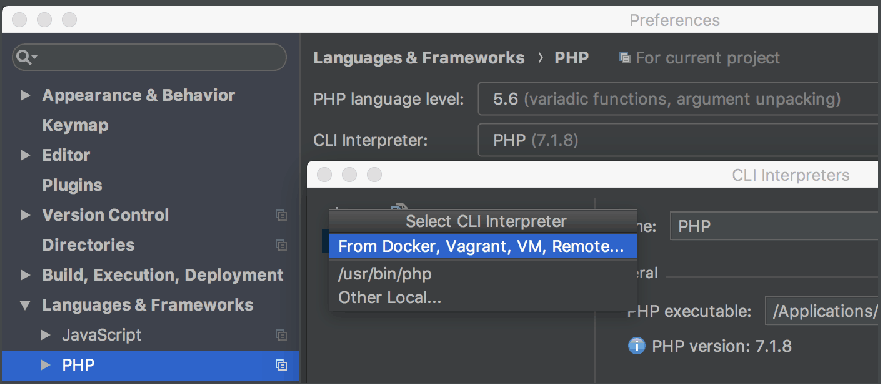 Preferences
Appearance & Behavior
Keymap
Editor
Plugins
Version Control
Directories
Build, Execution, Deployment
Languages & Frameworks
JavaScript
PHP
Languages & Frameworks › PHP For current project
PHP language level: 5.6 (variadic functions, argument unpacking)
CLI Interpreter: PHP (7.1.8)
CLI Interpreters
Select CLI Interpreter
From Docker, Vagrant, VM, Remote...
/usr/bin/php
Other Local...
me: PHP
eral
PHP executable: /Applications/
PHP version: 7.1.8